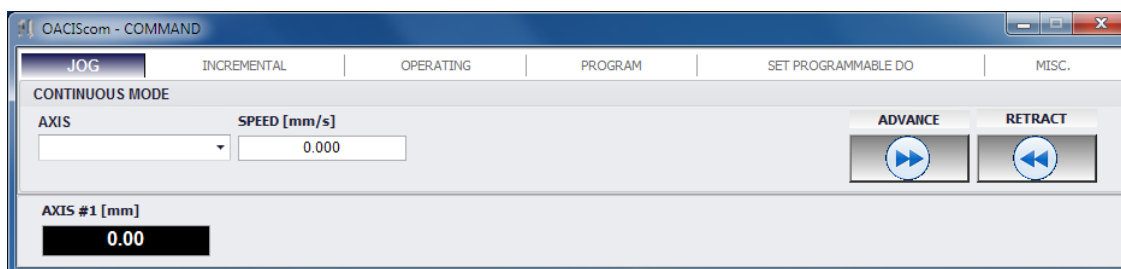 OACIScom - COMMAND
JOG INCREMENTAL OPERATING PROGRAM SET PROGRAMMABLE DO MISC.
CONTINUOUS MODE
AXIS SPEED [mm/s] ADVANCE RETRACT
0.000
AXIS #1 [mm]
0.00